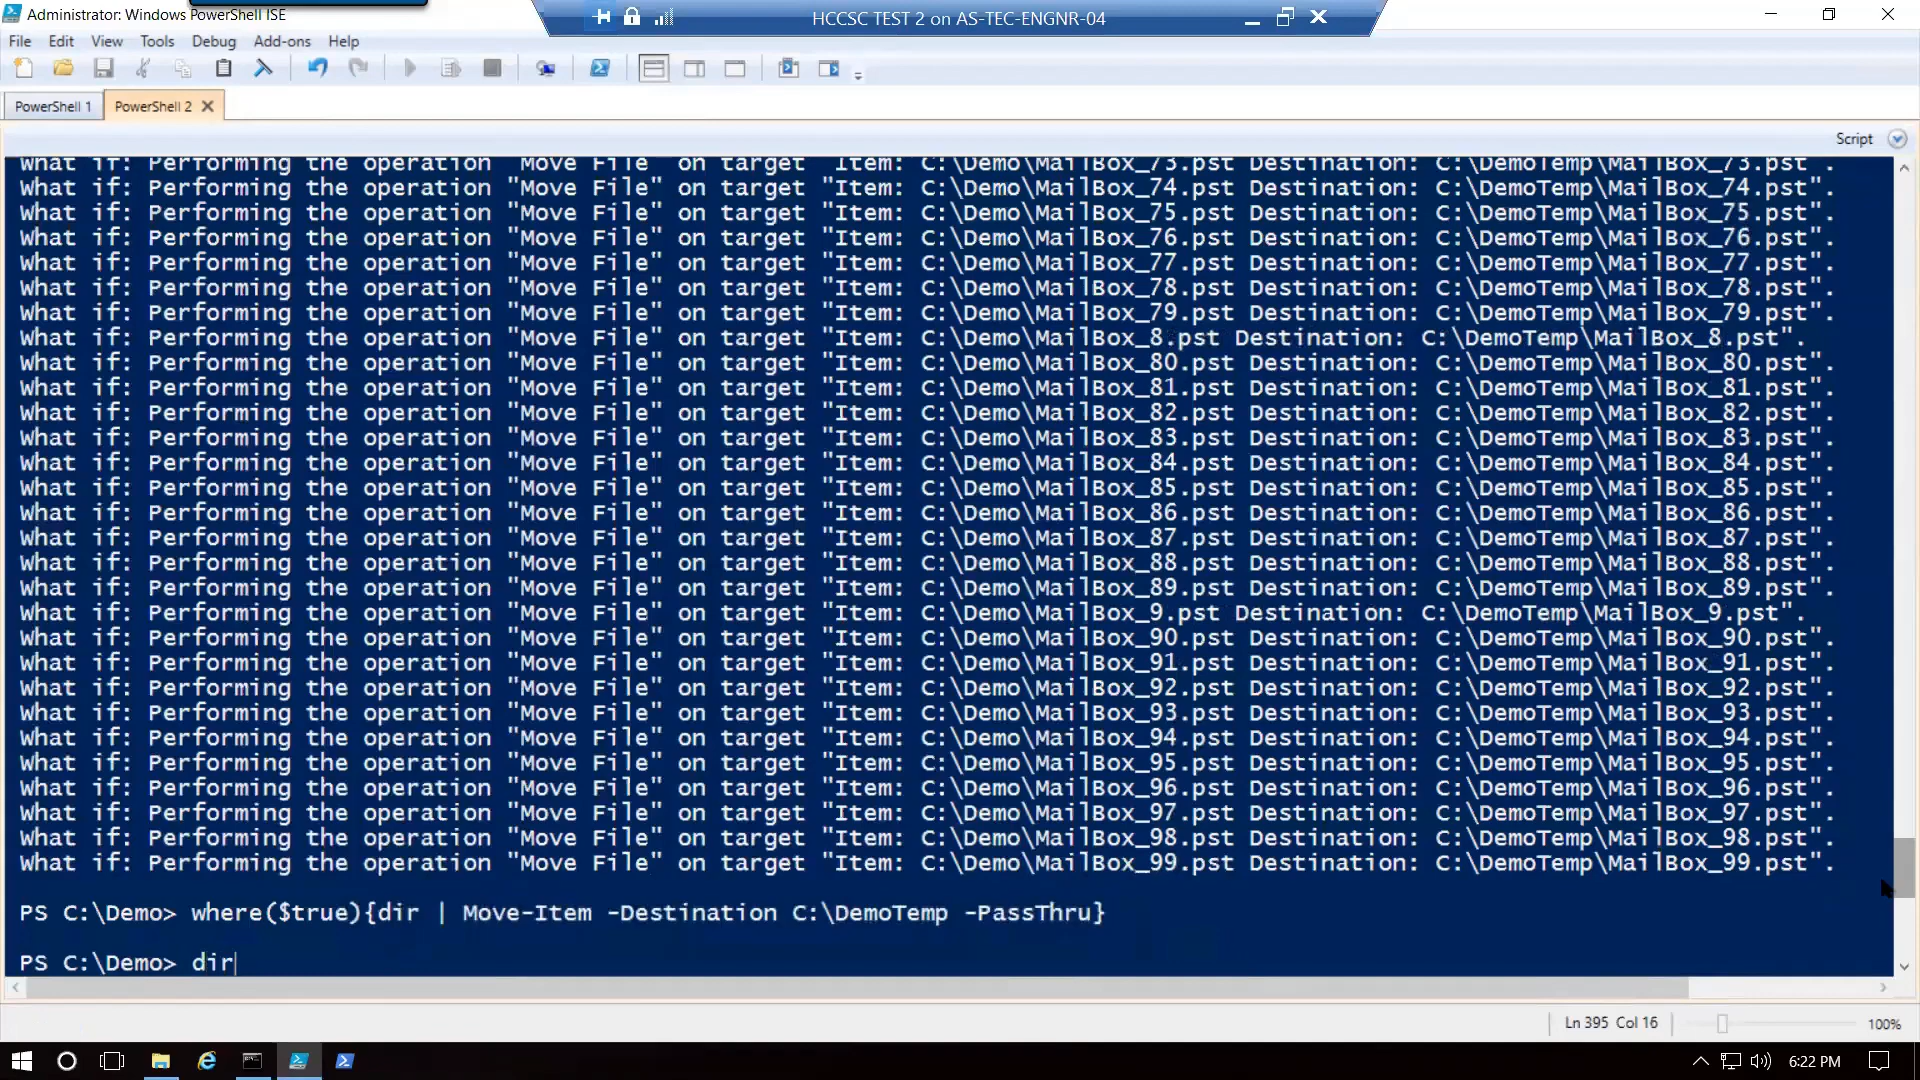 Administrator: Windows PowerShell ISE
HCCSC TEST 2 on AS-TEC-ENGNR-04
File Edit View Tools Debug Add-ons Help
PowerShell 1 PowerShell 2
Script
What if: Performing the operation "Move File" on target "Item: C:\Demo\MailBox_73.pst Destination: C:\DemoTemp\MailBox_73.pst".
What if: Performing the operation "Move File" on target "Item: C:\Demo\MailBox_74.pst Destination: C:\DemoTemp\MailBox_74.pst".
What if: Performing the operation "Move File" on target "Item: C:\Demo\MailBox_75.pst Destination: C:\DemoTemp\MailBox_75.pst".
What if: Performing the operation "Move File" on target "Item: C:\Demo\MailBox_76.pst Destination: C:\DemoTemp\MailBox_76.pst".
What if: Performing the operation "Move File" on target "Item: C:\Demo\MailBox_77.pst Destination: C:\DemoTemp\MailBox_77.pst".
What if: Performing the operation "Move File" on target "Item: C:\Demo\MailBox_78.pst Destination: C:\DemoTemp\MailBox_78.pst".
What if: Performing the operation "Move File" on target "Item: C:\Demo\MailBox_79.pst Destination: C:\DemoTemp\MailBox_79.pst".
What if: Performing the operation "Move File" on target "Item: C:\Demo\MailBox_8.pst Destination: C:\DemoTemp\MailBox_8.pst".
What if: Performing the operation "Move File" on target "Item: C:\Demo\MailBox_80.pst Destination: C:\DemoTemp\MailBox_80.pst".
What if: Performing the operation "Move File" on target "Item: C:\Demo\MailBox_81.pst Destination: C:\DemoTemp\MailBox_81.pst".
What if: Performing the operation "Move File" on target "Item: C:\Demo\MailBox_82.pst Destination: C:\DemoTemp\MailBox_82.pst".
What if: Performing the operation "Move File" on target "Item: C:\Demo\MailBox_83.pst Destination: C:\DemoTemp\MailBox_83.pst".
What if: Performing the operation "Move File" on target "Item: C:\Demo\MailBox_84.pst Destination: C:\DemoTemp\MailBox_84.pst".
What if: Performing the operation "Move File" on target "Item: C:\Demo\MailBox_85.pst Destination: C:\DemoTemp\MailBox_85.pst".
What if: Performing the operation "Move File" on target "Item: C:\Demo\MailBox_86.pst Destination: C:\DemoTemp\MailBox_86.pst".
What if: Performing the operation "Move File" on target "Item: C:\Demo\MailBox_87.pst Destination: C:\DemoTemp\MailBox_87.pst".
What if: Performing the operation "Move File" on target "Item: C:\Demo\MailBox_88.pst Destination: C:\DemoTemp\MailBox_88.pst".
What if: Performing the operation "Move File" on target "Item: C:\Demo\MailBox_89.pst Destination: C:\DemoTemp\MailBox_89.pst".
What if: Performing the operation "Move File" on target "Item: C:\Demo\MailBox_9.pst Destination: C:\DemoTemp\MailBox_9.pst".
What if: Performing the operation "Move File" on target "Item: C:\Demo\MailBox_90.pst Destination: C:\DemoTemp\MailBox_90.pst".
What if: Performing the operation "Move File" on target "Item: C:\Demo\MailBox_91.pst Destination: C:\DemoTemp\MailBox_91.pst".
What if: Performing the operation "Move File" on target "Item: C:\Demo\MailBox_92.pst Destination: C:\DemoTemp\MailBox_92.pst".
What if: Performing the operation "Move File" on target "Item: C:\Demo\MailBox_93.pst Destination: C:\DemoTemp\MailBox_93.pst".
What if: Performing the operation "Move File" on target "Item: C:\Demo\MailBox_94.pst Destination: C:\DemoTemp\MailBox_94.pst".
What if: Performing the operation "Move File" on target "Item: C:\Demo\MailBox_95.pst Destination: C:\DemoTemp\MailBox_95.pst".
What if: Performing the operation "Move File" on target "Item: C:\Demo\MailBox_96.pst Destination: C:\DemoTemp\MailBox_96.pst".
What if: Performing the operation "Move File" on target "Item: C:\Demo\MailBox_97.pst Destination: C:\DemoTemp\MailBox_97.pst".
What if: Performing the operation "Move File" on target "Item: C:\Demo\MailBox_98.pst Destination: C:\DemoTemp\MailBox_98.pst".
What if: Performing the operation "Move File" on target "Item: C:\Demo\MailBox_99.pst Destination: C:\DemoTemp\MailBox_99.pst".
PS C:\Demo> where($true){dir | Move-Item -Destination C:\DemoTemp -PassThru}
PS C:\Demo> dir
Ln 395 Col 16
100%
6:22 PM